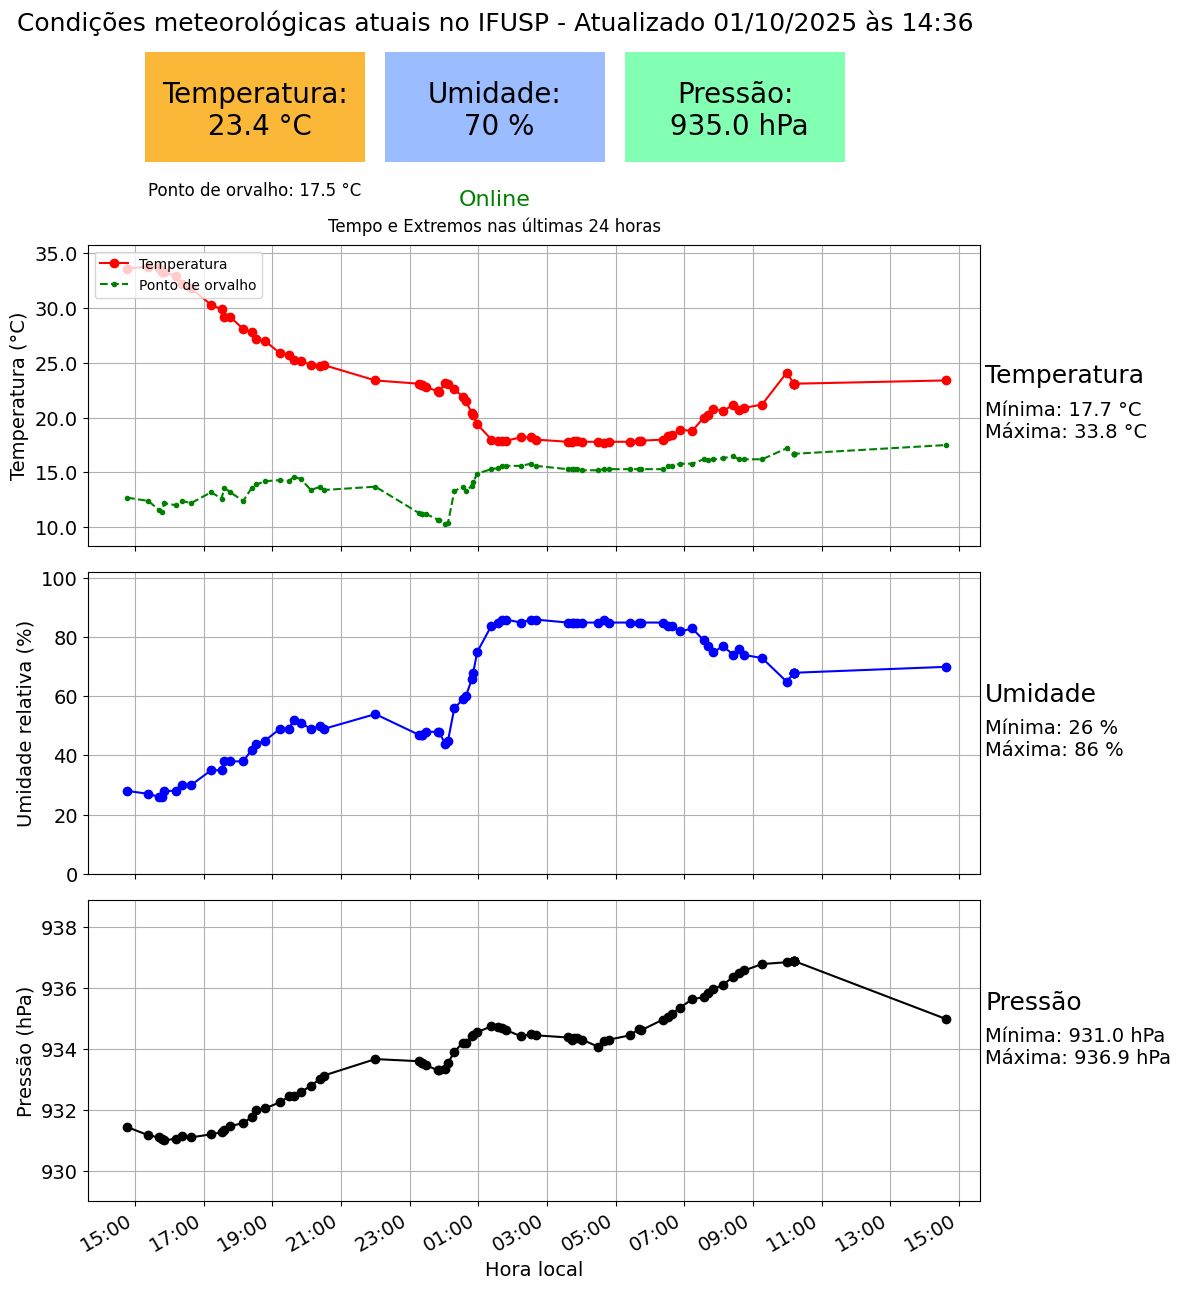 Condições meteorológicas atuais no IFUSP - Atualizado 01/10/2025 às 14:36
Temperatura:
23.4 °C
Umidade:
70 %
Pressão:
935.0 hPa
Ponto de orvalho: 17.5 °C
Online
Tempo e Extremos nas últimas 24 horas
Temperatura (°C)
35.0
30.0
25.0
20.0
15.0
10.0
Temperatura
Ponto de orvalho
Temperatura
Mínima: 17.7 °C
Máxima: 33.8 °C
Umidade relativa (%)
100
80
60
40
20
0
Umidade
Mínima: 26 %
Máxima: 86 %
Pressão (hPa)
938
936
934
932
930
Pressão
Mínima: 931.0 hPa
Máxima: 936.9 hPa
15:00 17:00 19:00 21:00 23:00 01:00 03:00 05:00 07:00 09:00 11:00 13:00 15:00
Hora local